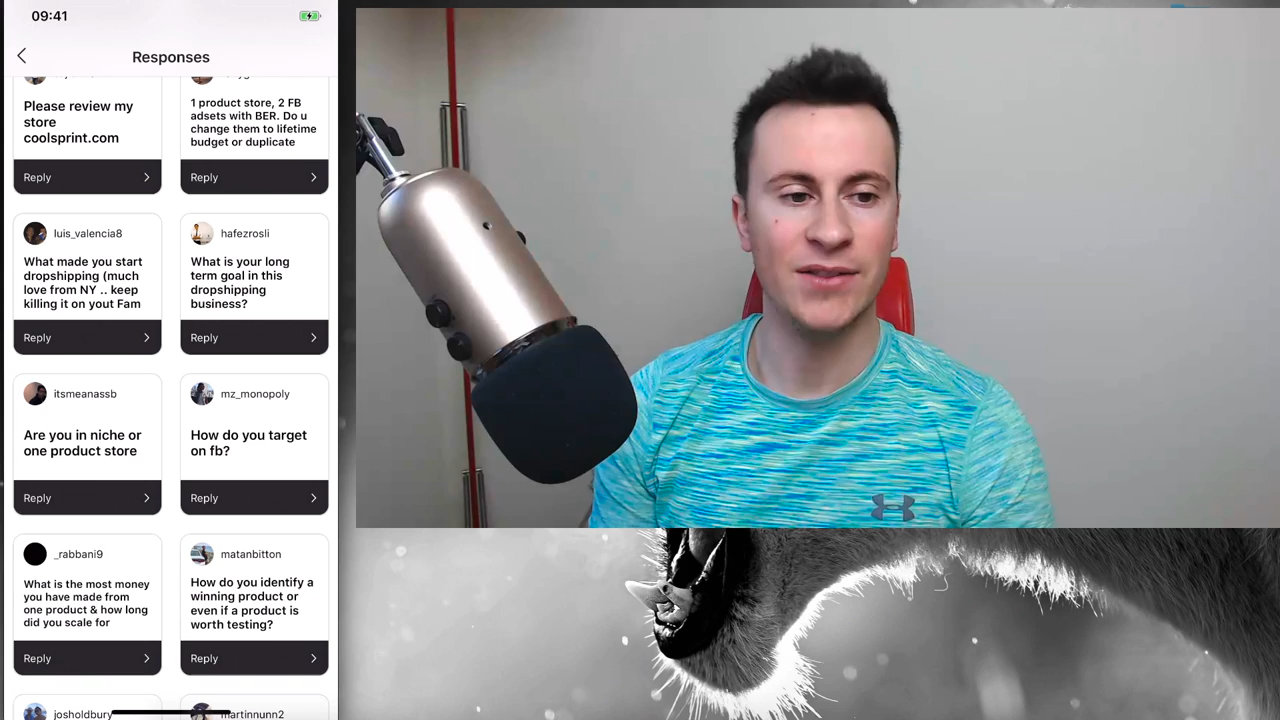 09:41
Responses
Please review my
store
coolsprint.com
Reply
1 product store, 2 FB
adsets with BER. Do u
change them to lifetime
budget or duplicate
Reply
luis_valencia8
What made you start
dropshipping (much
love from NY .. keep
killing it on yout Fam
Reply
hafezrosli
What is your long
term goal in this
dropshipping
business?
Reply
itsmeanassb
Are you in niche or
one product store
Reply
mz_monopoly
How do you target
on fb?
Reply
_rabbani9
What is the most money
you have made from
one product & how long
did you scale for
Reply
matanbitton
How do you identify a
winning product or
even if a product is
worth testing?
Reply
josholdbury
martinnunn2